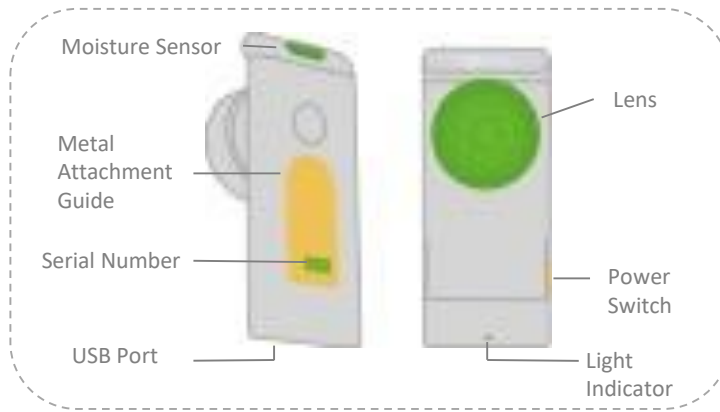 Moisture Sensor
Metal
Attachment
Guide
Serial Number
USB Port
Lens
Power
Switch
Light
Indicator